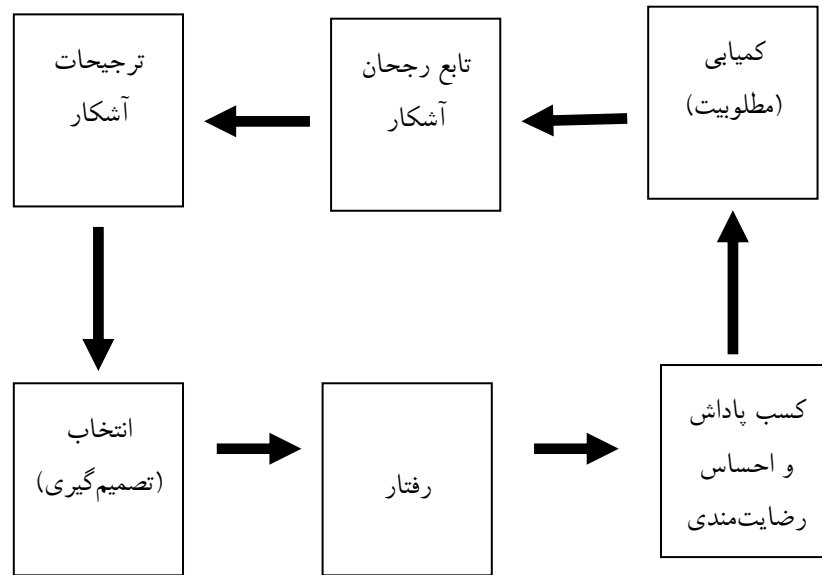 کمیابی
(مطلوبیت)
تابع رجحان
آشکار
ترجیحات
آشکار
انتخاب
(تصمیم‌گیری)
رفتار
کسب پاداش
و احساس
رضایت‌مندی